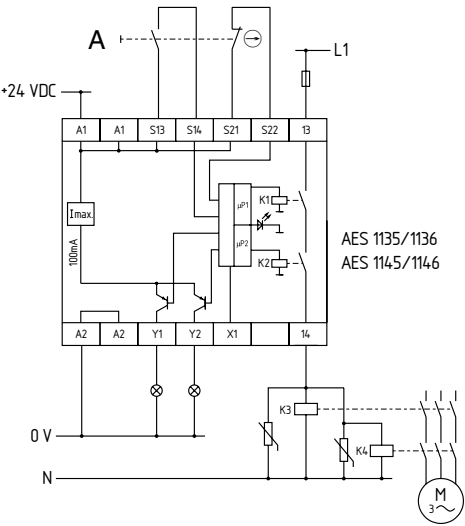 A
L1
+24 VDC
A1 A1 S13 S14 S21 S22 13
Imax.
100mA
µP1
µP2
K1
K2
AES 1135/1136
AES 1145/1146
A2 A2 Y1 Y2 X1 14
K3
K4
0 V
N
M
3~